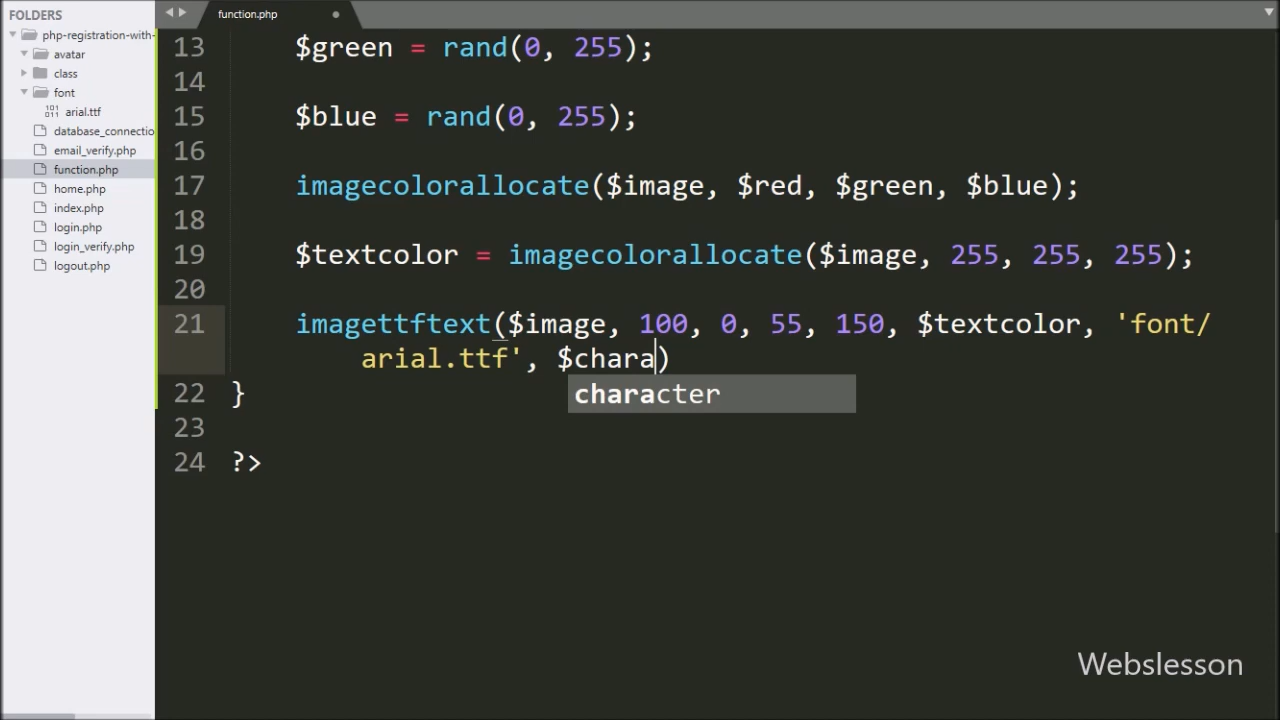 FOLDERS
php-registration-with-
avatar
class
font
arial.ttf
database_connectio
email_verify.php
function.php
home.php
index.php
login.php
login_verify.php
logout.php
function.php
13 $green = rand(0, 255);
14
15 $blue = rand(0, 255);
16
17 imagecolorallocate($image, $red, $green, $blue);
18
19 $textcolor = imagecolorallocate($image, 255, 255, 255);
20
21 imagettftext($image, 100, 0, 55, 150, $textcolor, 'font/
arial.ttf', $chara)
character
22 }
23
24 ?>
Webslesson